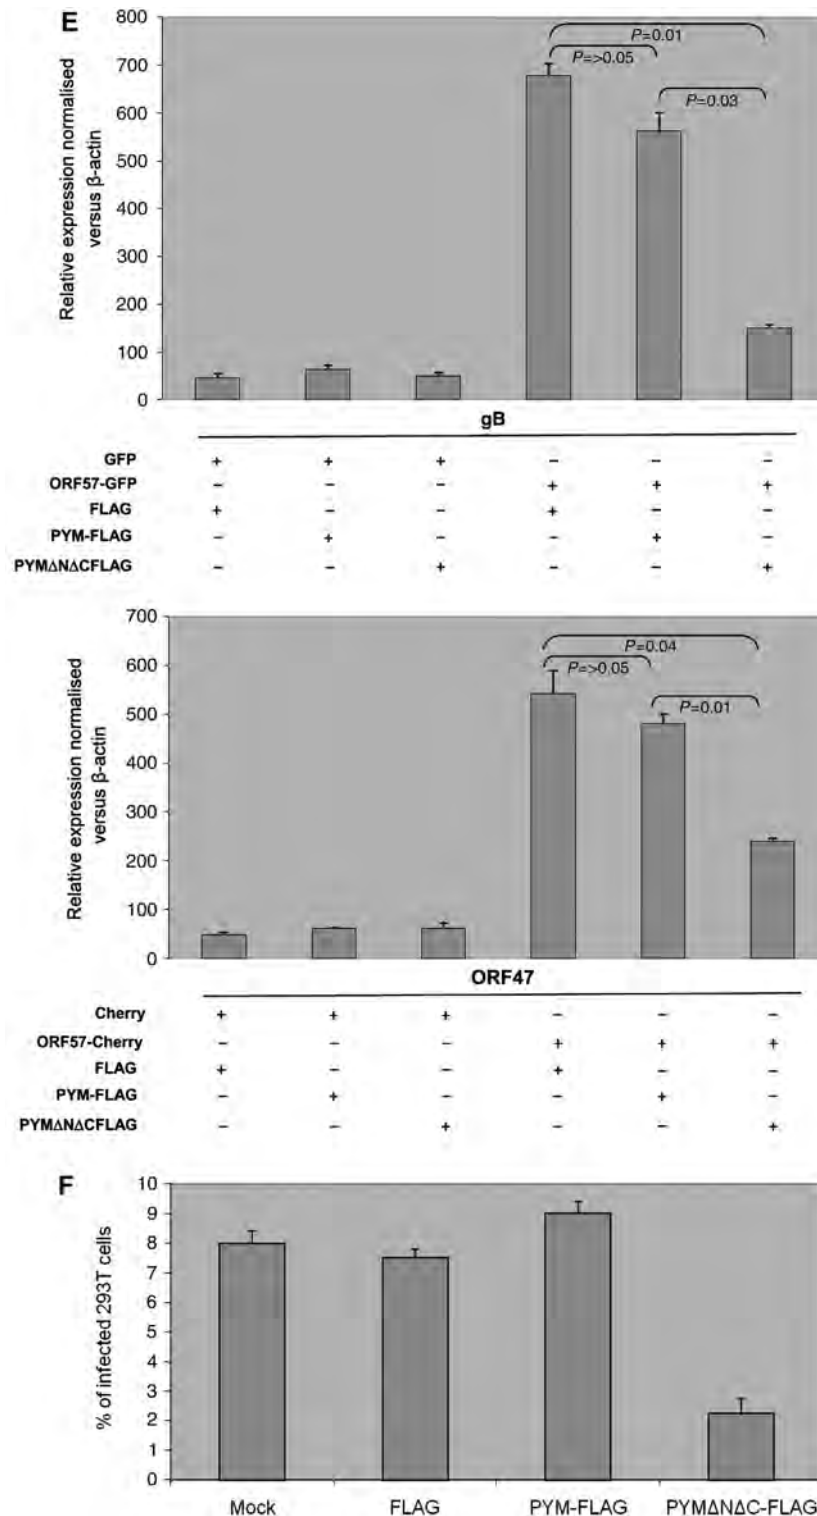 E
800
700
600
500
400
300
200
100
0
Relative expression normalised
versus β-actin
P=0.01
P=>0.05
P=0.03
gB
GFP + + + – – –
ORF57-GFP – – – + + +
FLAG + – – + – –
PYM-FLAG – + – – + –
PYMΔNΔCFLAG – – + – – +
700
600
500
400
300
200
100
0
Relative expression normalised
versus β-actin
P=0.04
P=>0.05
P=0.01
ORF47
Cherry + + + – – –
ORF57-Cherry – – – + + +
FLAG + – – + – –
PYM-FLAG – + – – + –
PYMΔNΔCFLAG – – + – – +
F
10
9
8
7
6
5
4
3
2
1
0
% of infected 293T cells
Mock FLAG PYM-FLAG PYMΔNΔC-FLAG